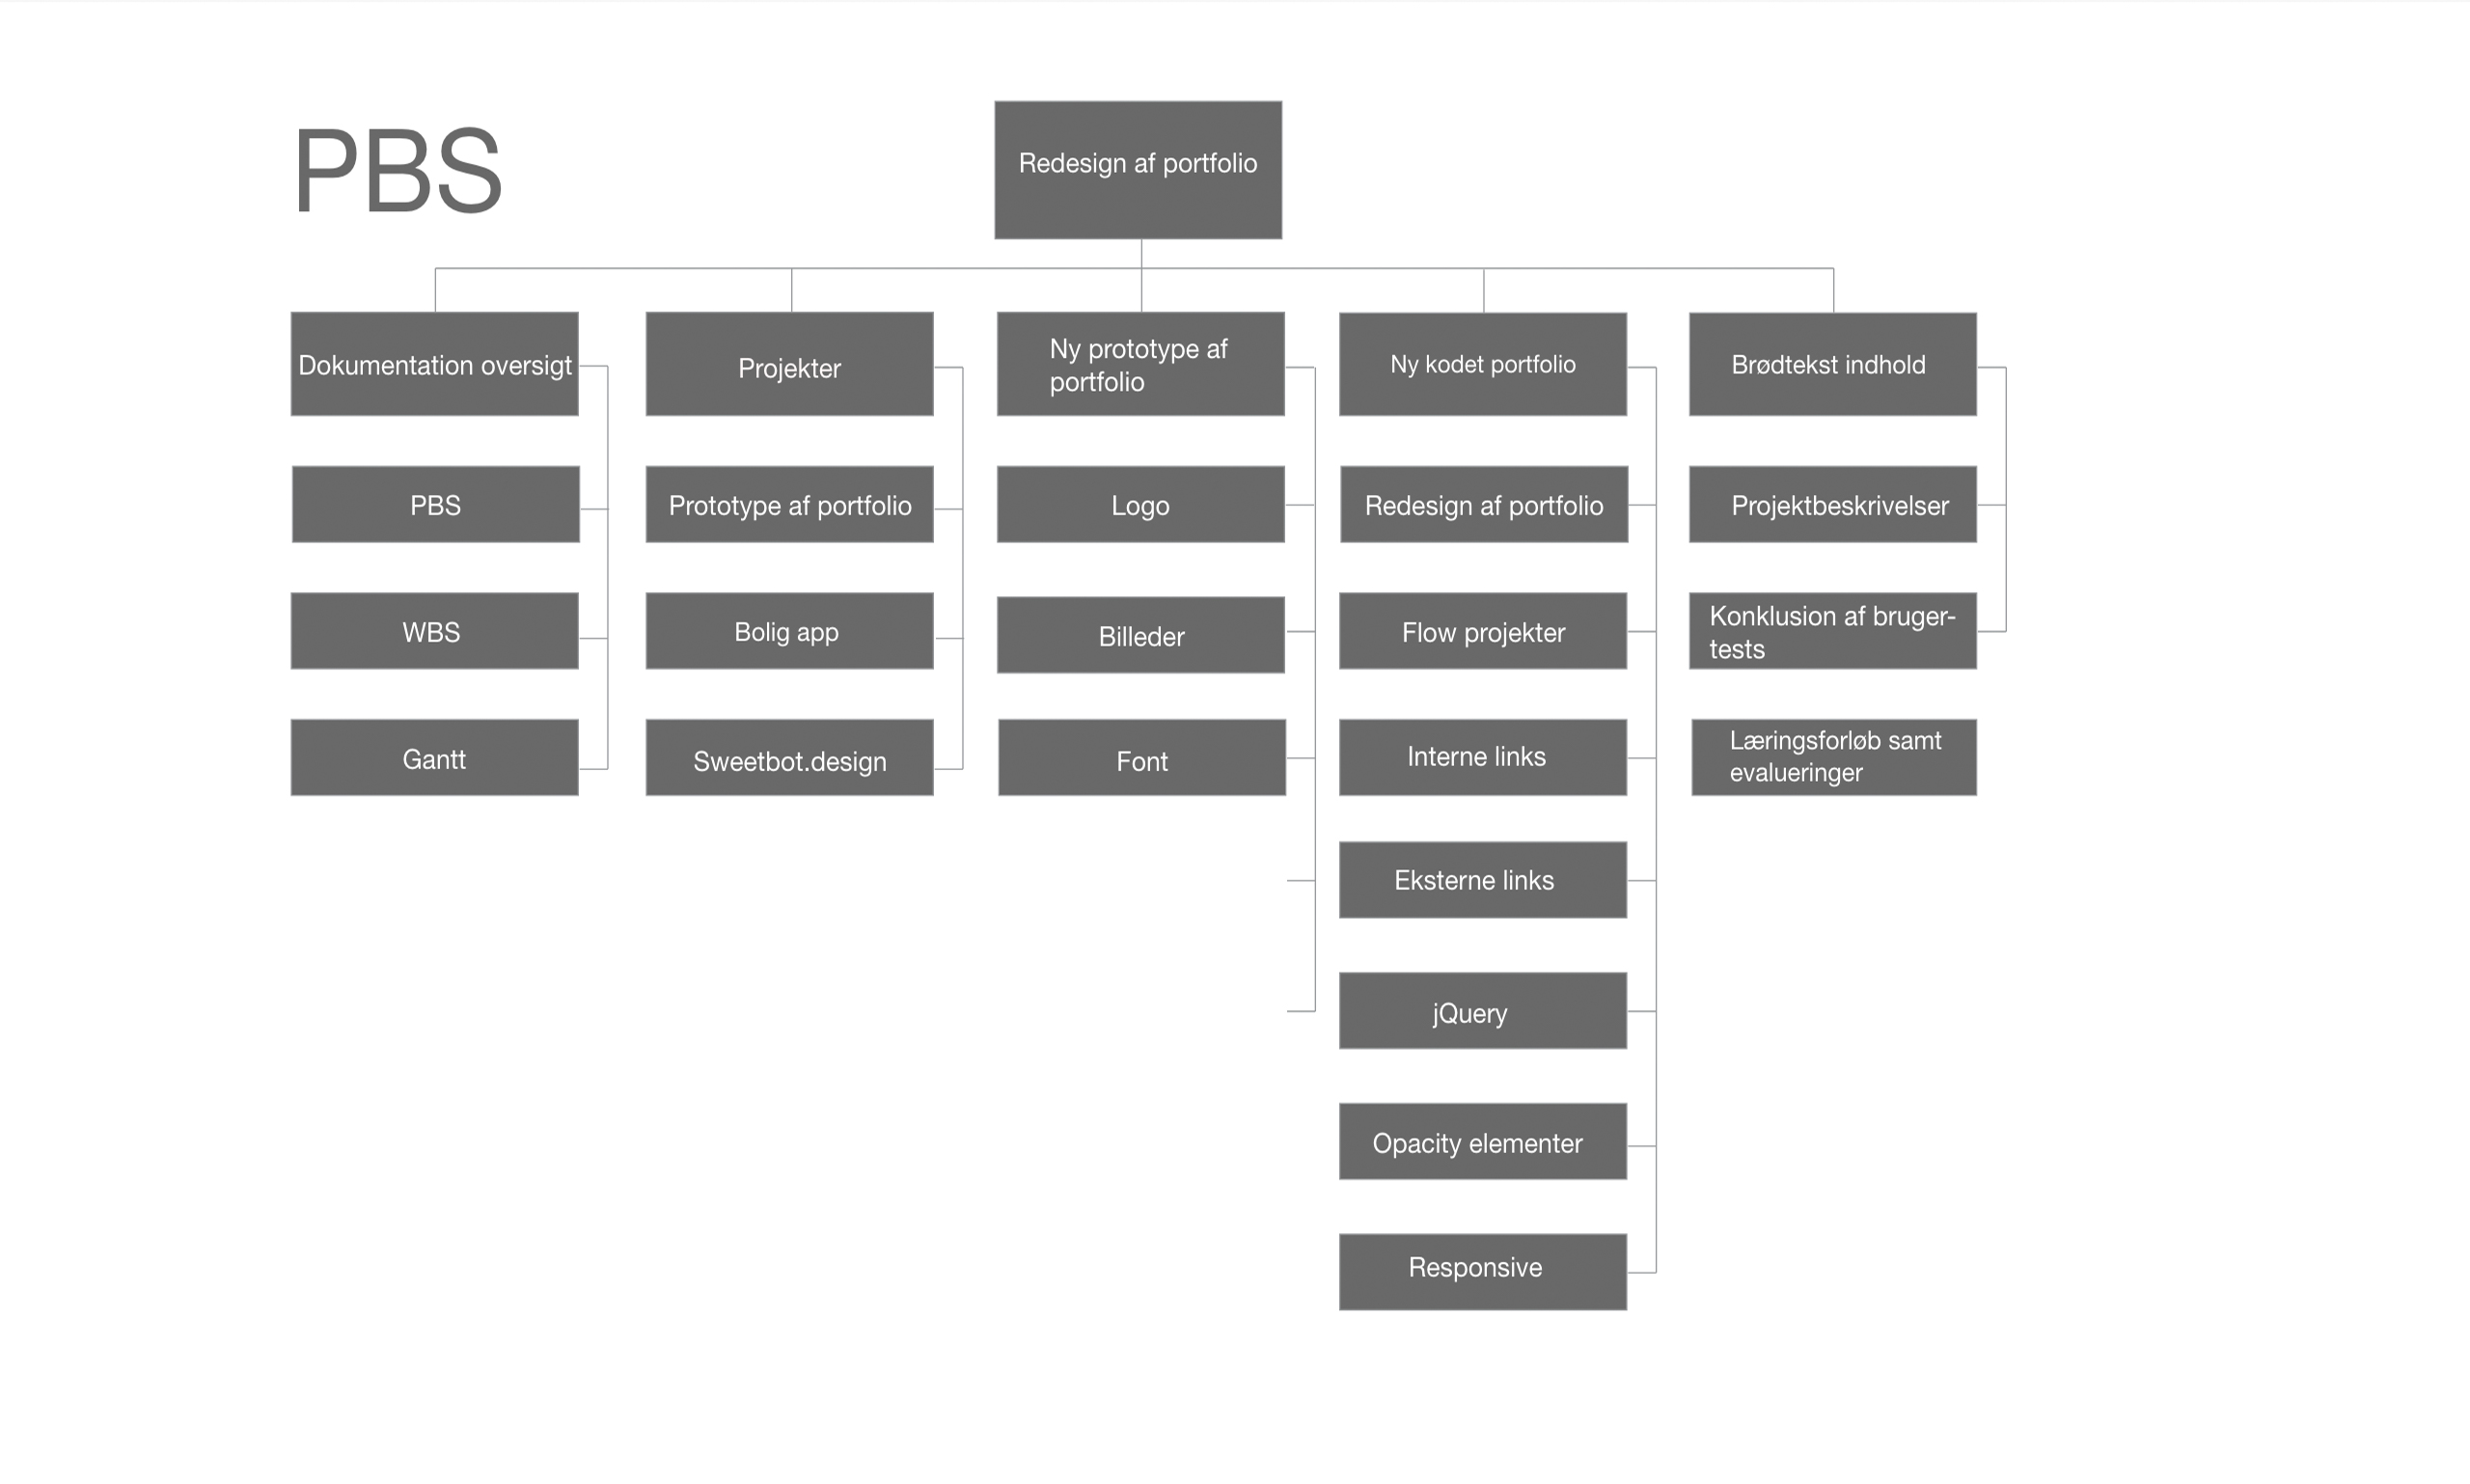 PBS
Redesign af portfolio
Dokumentation oversigt
PBS
WBS
Gantt
Projekter
Prototype af portfolio
Bolig app
Sweetbot.design
Ny prototype af
portfolio
Logo
Billeder
Font
Ny kodet portfolio
Redesign af portfolio
Flow projekter
Interne links
Eksterne links
jQuery
Opacity elementer
Responsive
Brødtekst indhold
Projektbeskrivelser
Konklusion af bruger-
tests
Læringsforløb samt
evalueringer